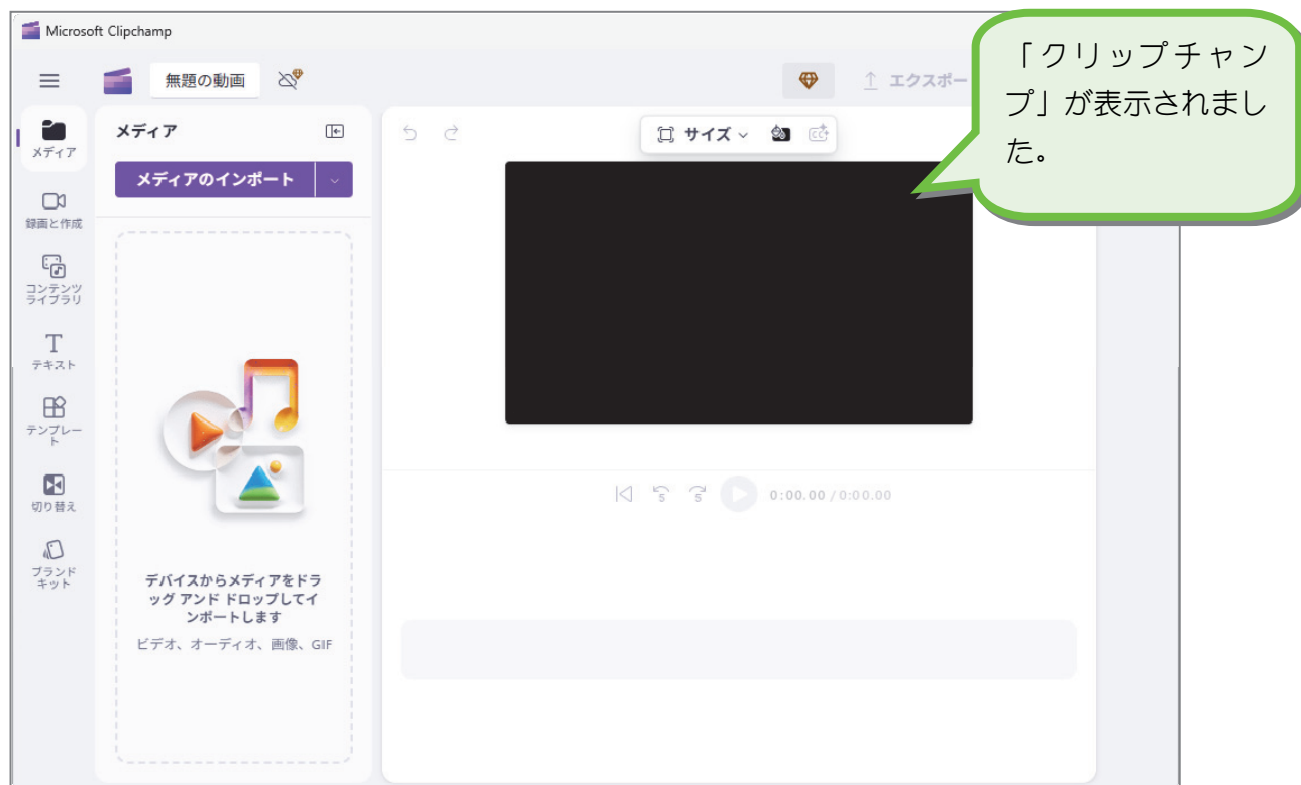 Microsoft Clipchamp
無題の動画
エクスポー
「クリップチャン
プ」が表示されまし
た。
メディア
録画と作成
コンテンツ
ライブラリ
テキスト
テンプレー
ト
切り替え
ブランド
キット
メディア
メディアのインポート
デバイスからメディアをドラ
ッグ アンド ドロップしてイ
ンポートします
ビデオ、オーディオ、画像、GIF
サイズ
CC
5 5 0:00.00 / 0:00.00